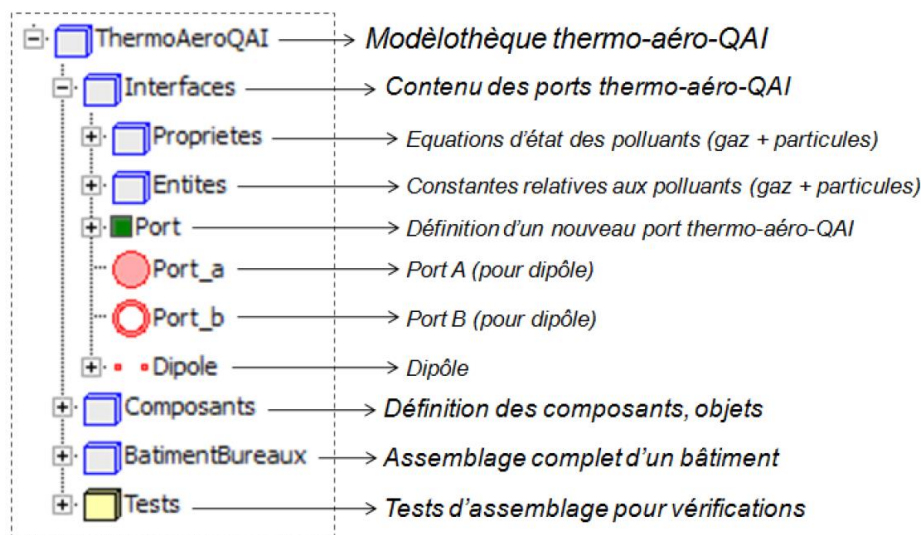 ThermoAeroQAI Modèlothèque thermo-aéro-QAI
Interfaces Contenu des ports thermo-aéro-QAI
Proprietes Equations d'état des polluants (gaz + particules)
Entites Constantes relatives aux polluants (gaz + particules)
Port Définition d'un nouveau port thermo-aéro-QAI
Port_a Port A (pour dipôle)
Port_b Port B (pour dipôle)
Dipole Dipôle
Composants Définition des composants, objets
BatimentBureaux Assemblage complet d'un bâtiment
Tests Tests d'assemblage pour vérifications